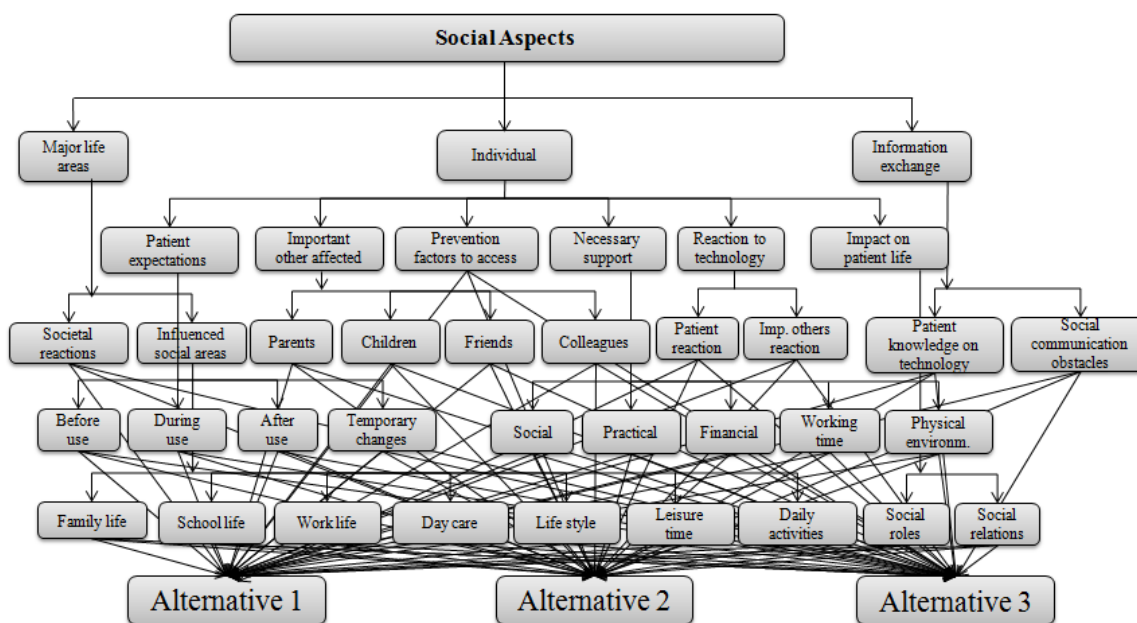 Social Aspects
Major life
areas
Individual
Information
exchange
Patient
expectations
Important
other affected
Prevention
factors to access
Necessary
support
Reaction to
technology
Impact on
patient life
Societal
reactions
Influenced
social areas
Parents
Children
Friends
Colleagues
Patient
reaction
Imp. others
reaction
Patient
knowledge on
technology
Social
communication
obstacles
Before
use
During
use
After
use
Temporary
changes
Social
Practical
Financial
Working
time
Physical
environm.
Family life
School life
Work life
Day care
Life style
Leisure
time
Daily
activities
Social
roles
Social
relations
Alternative 1
Alternative 2
Alternative 3